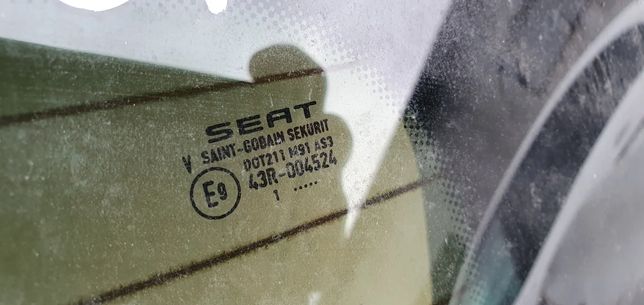 SEAT
V SAINT-GOBAIN SEKURIT
DOT211 M91 AS3
E9 43R-004524
1 .....